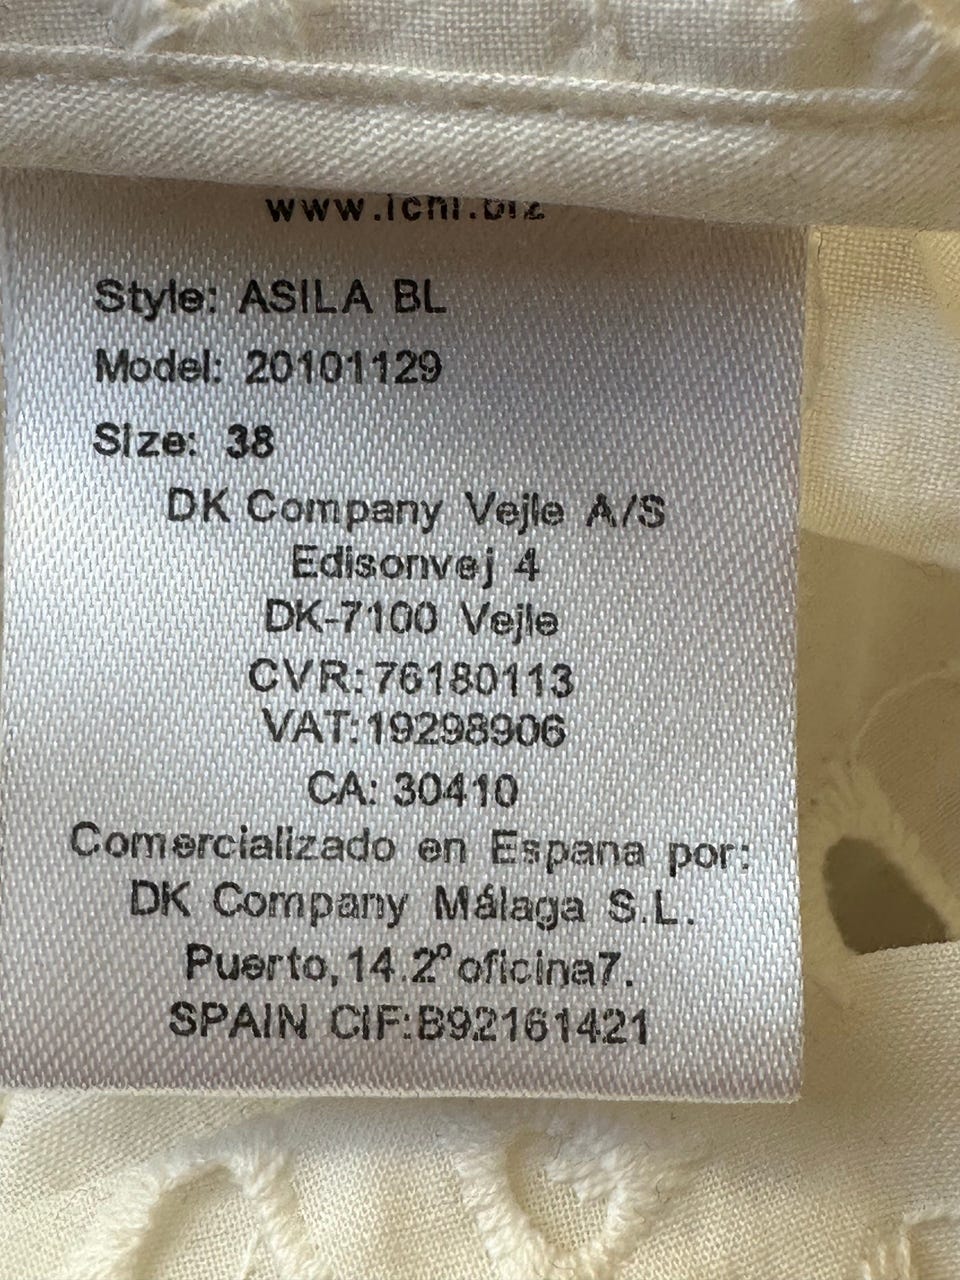 www.ichi.biz
Style: ASILA BL
Model: 20101129
Size: 38
DK Company Vejle A/S
Edisonvej 4
DK-7100 Vejle
CVR:76180113
VAT:19298906
CA: 30410
Comercializado en Espana por:
DK Company Málaga S.L.
Puerto,14.2º oficina7.
SPAIN CIF:B92161421